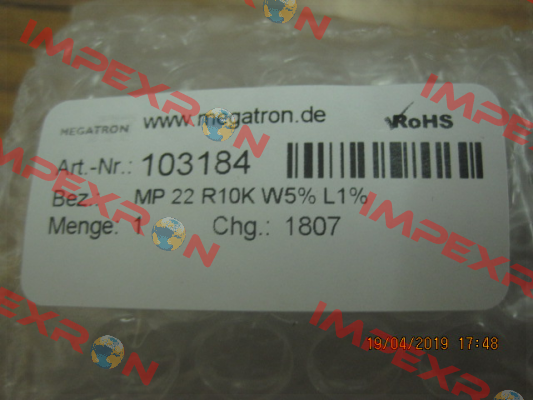 MEGATRON www.megatron.de RoHS
Art.-Nr.: 103184
Bez.: MP 22 R10K W5% L1%
Menge: 1 Chg.: 1807
19/04/2019 17:48
IMPEXRON
IMPEXRON
IMPEXRON
IMPEXRON
IMPEXRON
IMPEXRON